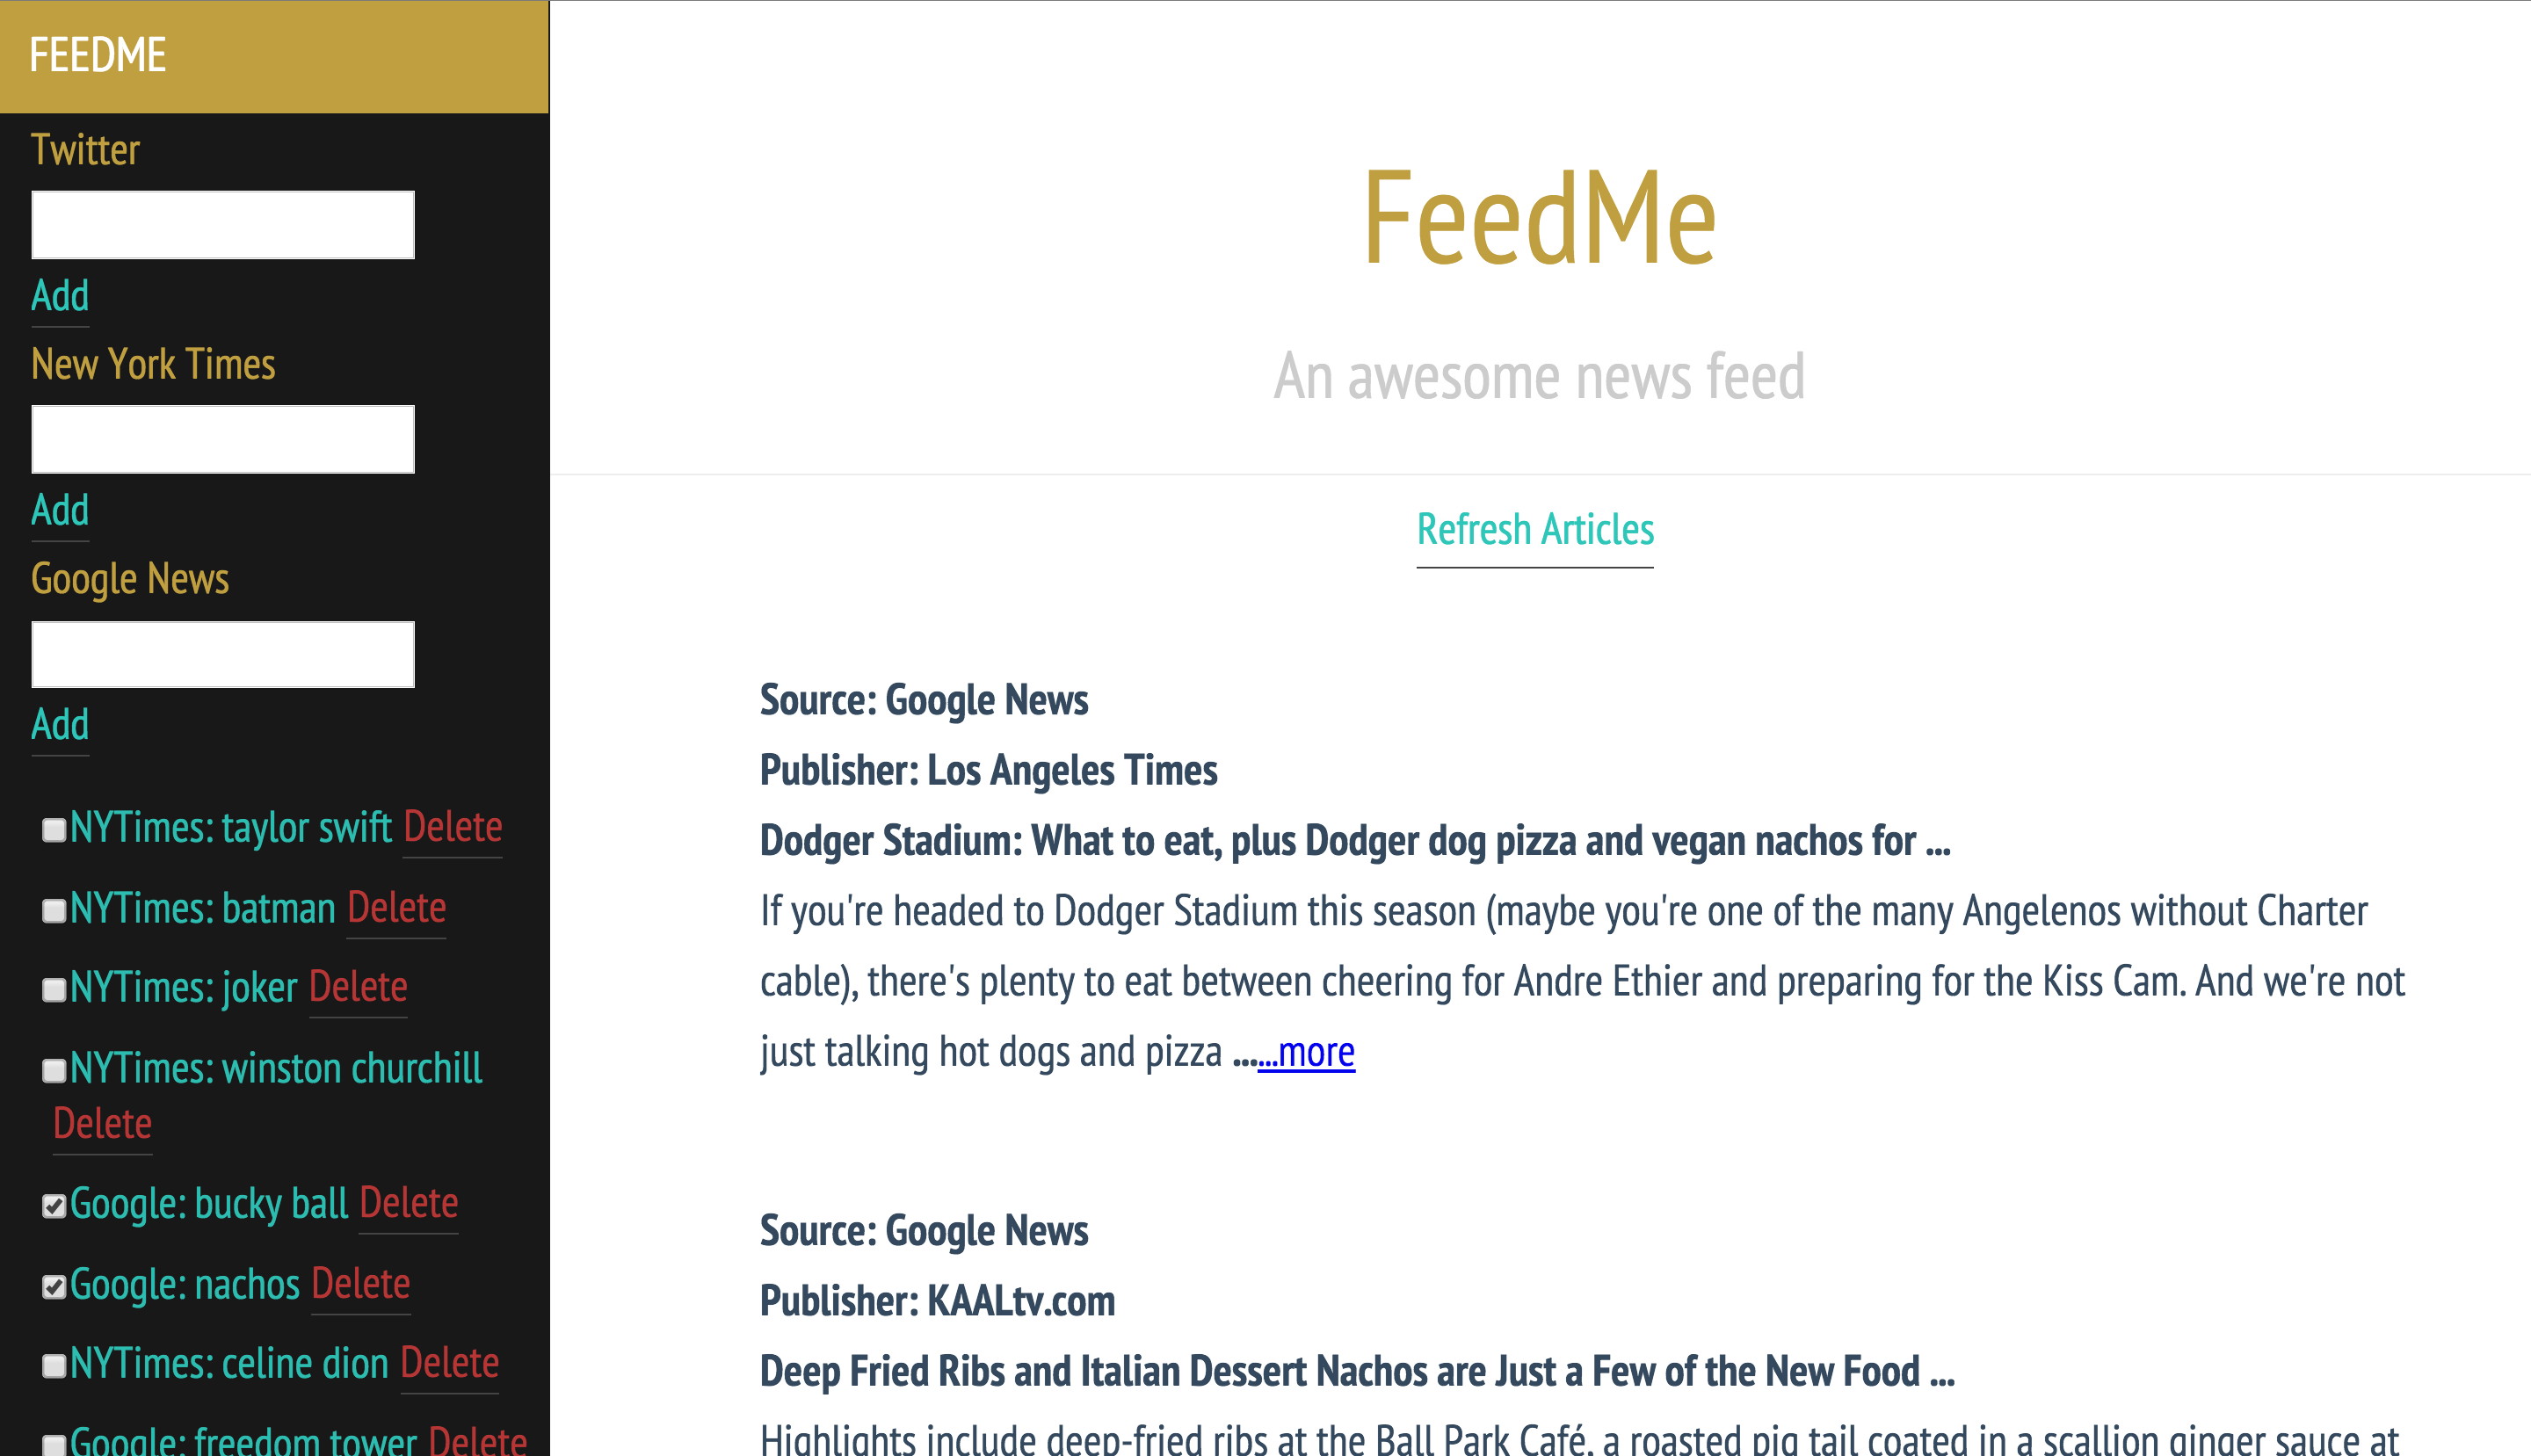 FEEDME
Twitter
Add
New York Times
Add
Google News
Add
NYTimes: taylor swift Delete
NYTimes: batman Delete
NYTimes: joker Delete
NYTimes: winston churchill
Delete
Google: bucky ball Delete
Google: nachos Delete
NYTimes: celine dion Delete
Google: freedom tower Delete
FeedMe
An awesome news feed
Refresh Articles
Source: Google News
Publisher: Los Angeles Times
Dodger Stadium: What to eat, plus Dodger dog pizza and vegan nachos for ...
If you're headed to Dodger Stadium this season (maybe you're one of the many Angelenos without Charter
cable), there's plenty to eat between cheering for Andre Ethier and preparing for the Kiss Cam. And we're not
just talking hot dogs and pizza ......more
Source: Google News
Publisher: KAALtv.com
Deep Fried Ribs and Italian Dessert Nachos are Just a Few of the New Food ...
Highlights include deep-fried ribs at the Ball Park Café, a roasted pig tail coated in a scallion ginger sauce at